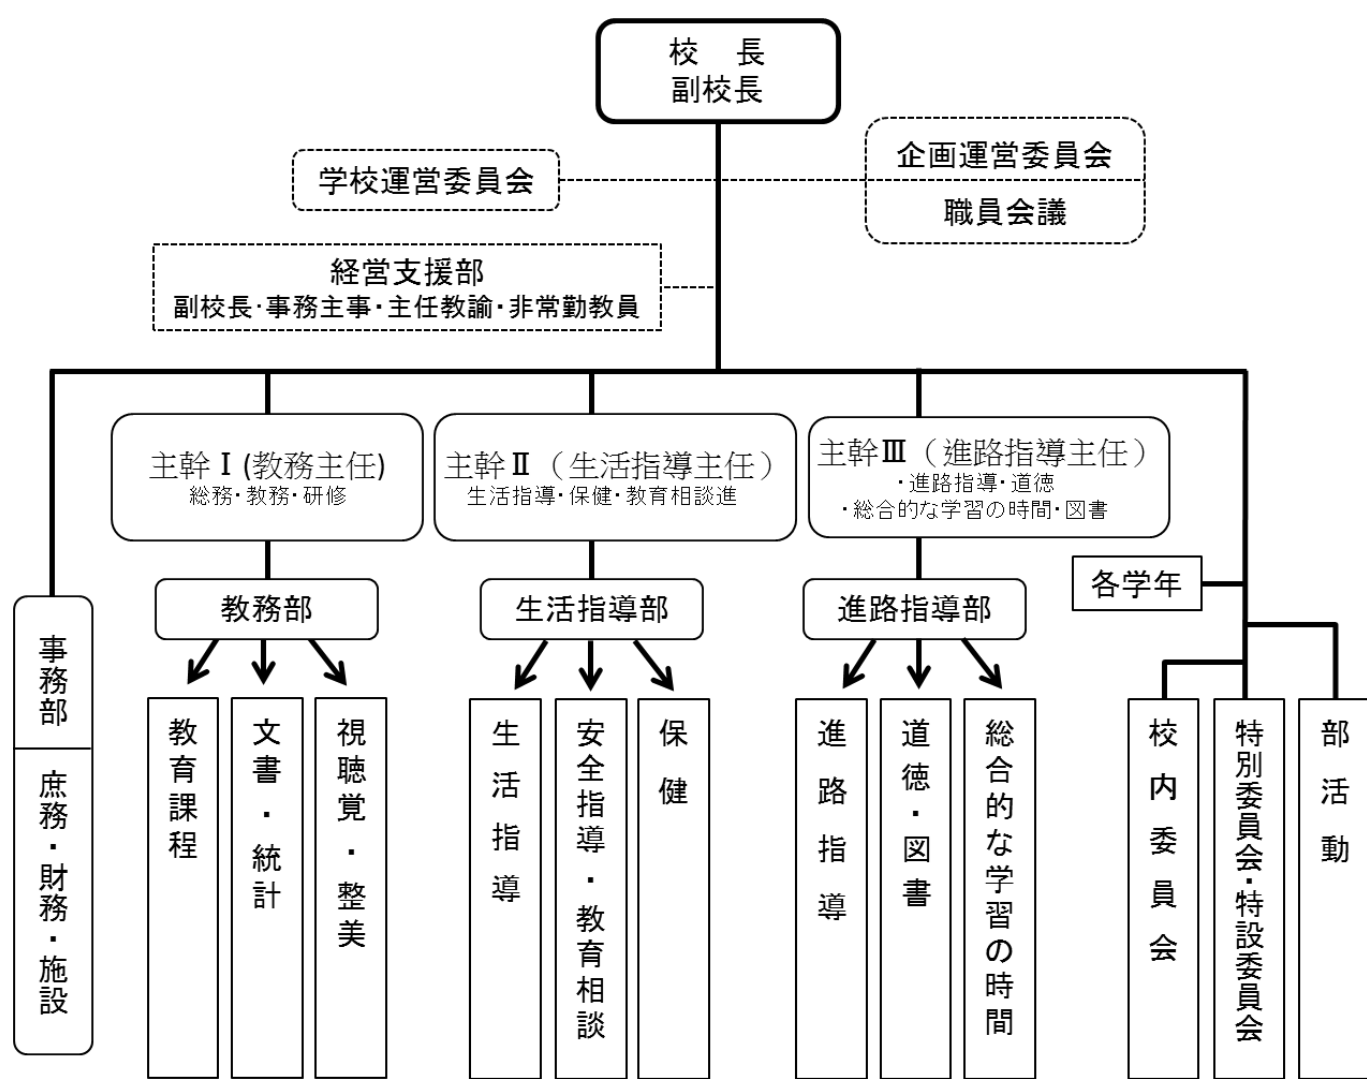 校　長
副校長
学校運営委員会
企画運営委員会
職員会議
経営支援部
副校長・事務主事・主任教諭・非常勤教員
主幹Ⅰ(教務主任)
総務・教務・研修
主幹Ⅱ（生活指導主任）
生活指導・保健・教育相談進
主幹Ⅲ（進路指導主任）
・進路指導・道徳
・総合的な学習の時間・図書
各学年
教務部
生活指導部
進路指導部
事務部
庶務・財務・施設
教育課程
文書・統計
視聴覚・整美
生活指導
安全指導・教育相談
保健
進路指導
道徳・図書
総合的な学習の時間
校内委員会
特別委員会・特設委員会
部活動